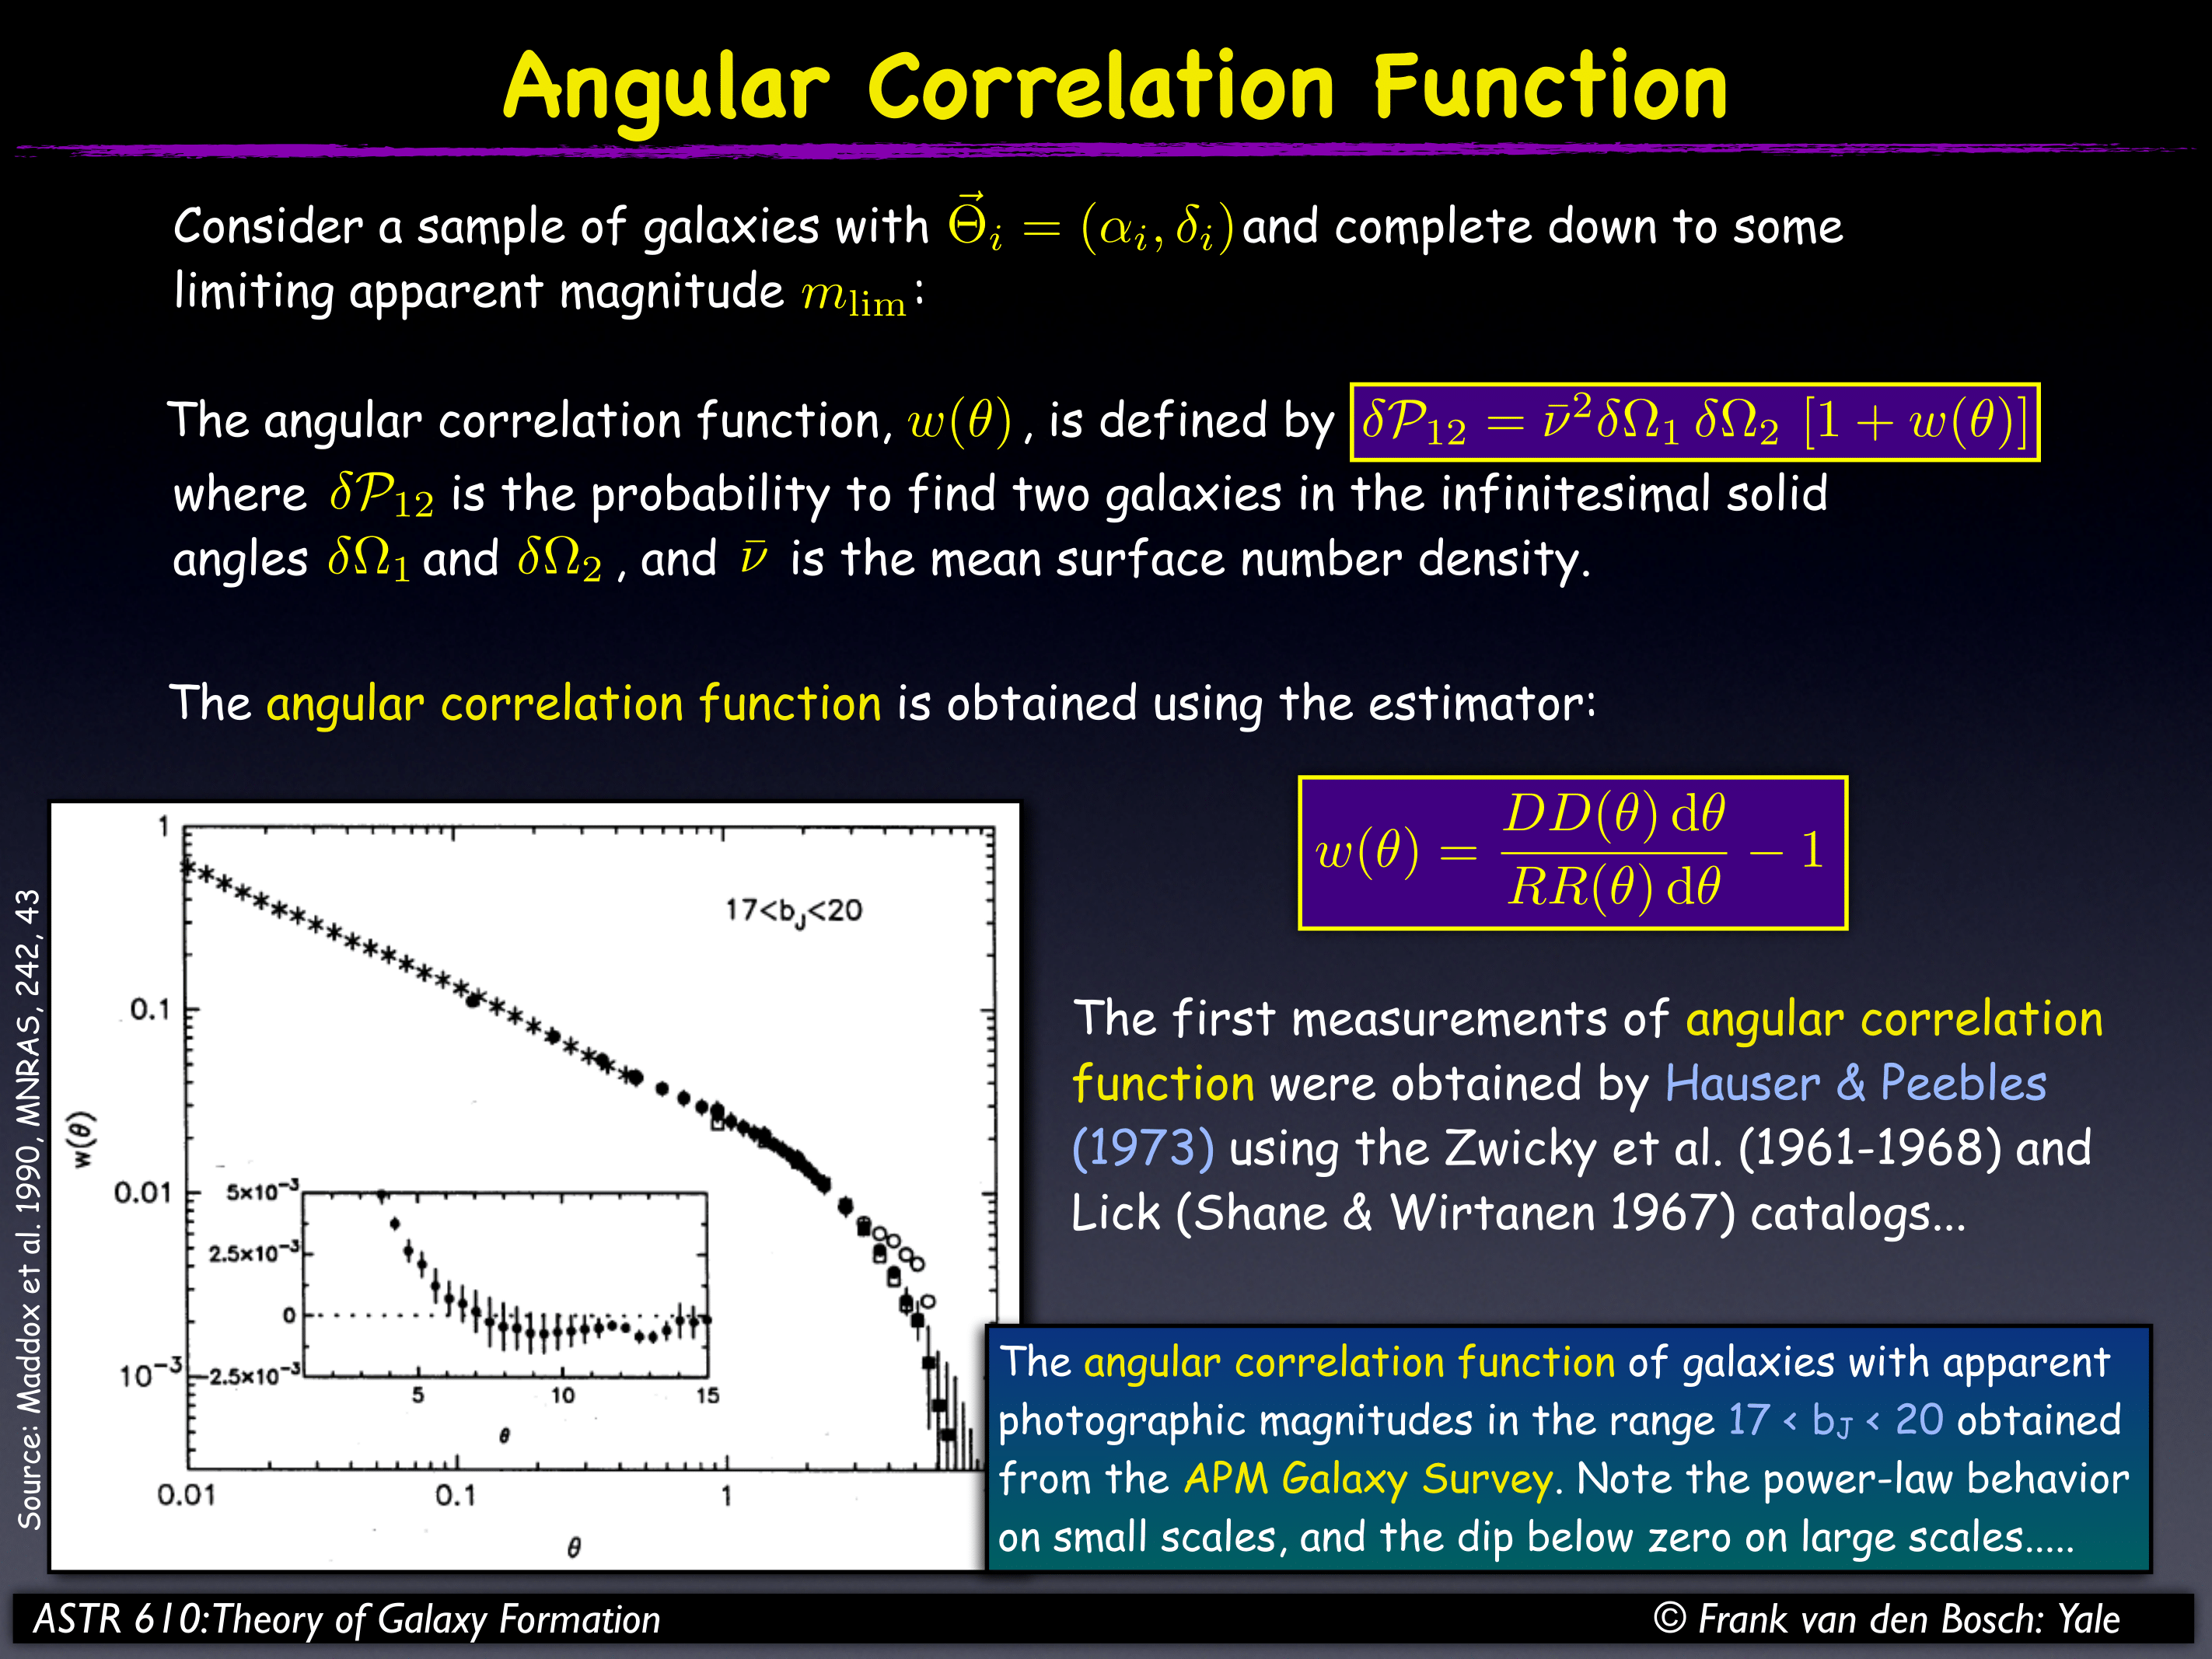 Angular Correlation Function
Consider a sample of galaxies with $\vec{\Theta}_i = (\alpha_i, \delta_i)$ and complete down to some
limiting apparent magnitude $m_{\rm lim}$:
The angular correlation function, $w(\theta)$, is defined by $\delta\mathcal{P}_{12} = \bar{\nu}^2 \delta\Omega_1 \, \delta\Omega_2 \, [1 + w(\theta)]$
where $\delta\mathcal{P}_{12}$ is the probability to find two galaxies in the infinitesimal solid
angles $\delta\Omega_1$ and $\delta\Omega_2$, and $\bar{\nu}$ is the mean surface number density.
The angular correlation function is obtained using the estimator:
$w(\theta) = \frac{DD(\theta)\,{\rm d}\theta}{RR(\theta)\,{\rm d}\theta} - 1$
Source: Maddox et al. 1990, MNRAS, 242, 43
1
0.1
0.01
10⁻³
w(θ)
17<b_J<20
5×10⁻³
2.5×10⁻³
0
-2.5×10⁻³
5 10 15
θ
0.01 0.1 1
θ
The first measurements of angular correlation
function were obtained by Hauser & Peebles
(1973) using the Zwicky et al. (1961-1968) and
Lick (Shane & Wirtanen 1967) catalogs...
The angular correlation function of galaxies with apparent
photographic magnitudes in the range 17 < b_J < 20 obtained
from the APM Galaxy Survey. Note the power-law behavior
on small scales, and the dip below zero on large scales.....
ASTR 610:Theory of Galaxy Formation
© Frank van den Bosch: Yale